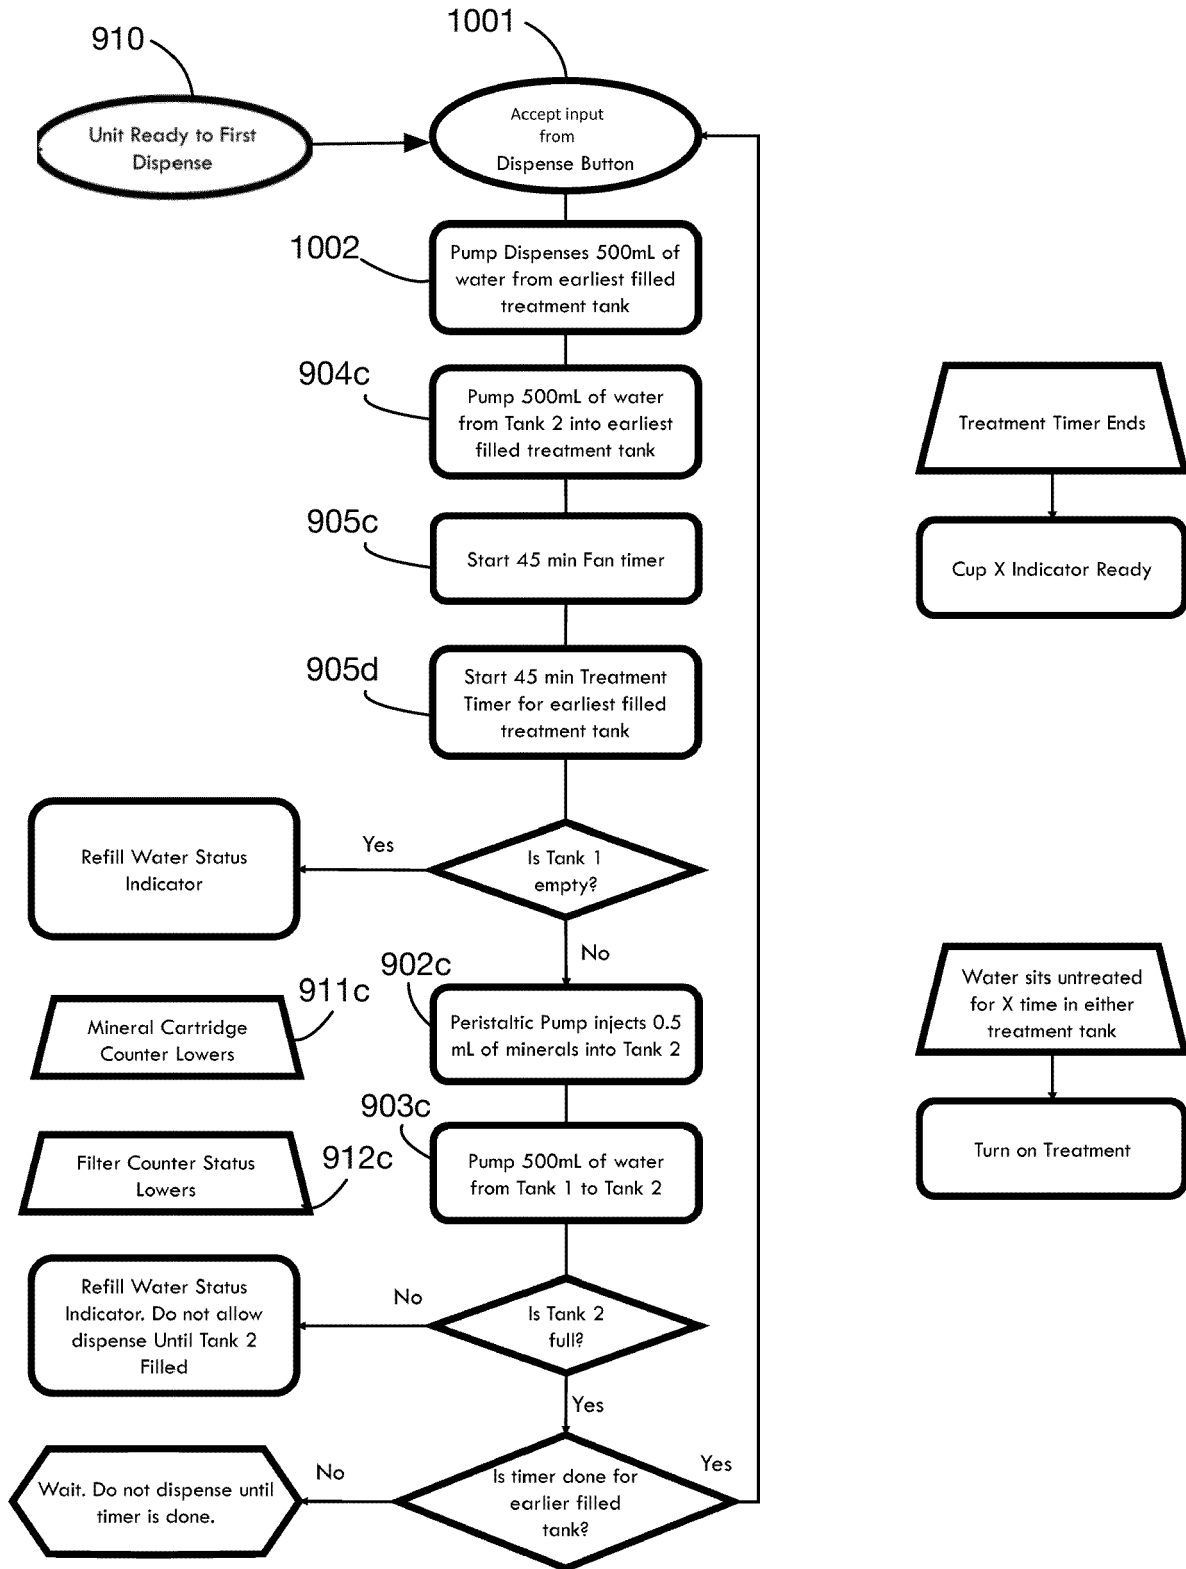 910
1001
Unit Ready to First
Dispense
Accept input
from
Dispense Button
1002
Pump Dispenses 500mL of
water from earliest filled
treatment tank
904c
Pump 500mL of water
from Tank 2 into earliest
filled treatment tank
Treatment Timer Ends
905c
Start 45 min Fan timer
Cup X Indicator Ready
905d
Start 45 min Treatment
Timer for earliest filled
treatment tank
Refill Water Status
Indicator
Yes
Is Tank 1
empty?
No
902c
911c
Mineral Cartridge
Counter Lowers
Peristaltic Pump injects 0.5
mL of minerals into Tank 2
Water sits untreated
for X time in either
treatment tank
903c
Filter Counter Status
Lowers
912c
Pump 500mL of water
from Tank 1 to Tank 2
Turn on Treatment
Refill Water Status
Indicator. Do not allow
dispense Until Tank 2
Filled
No
Is Tank 2
full?
Yes
Wait. Do not dispense until
timer is done.
No
Is timer done for
earlier filled
tank?
Yes